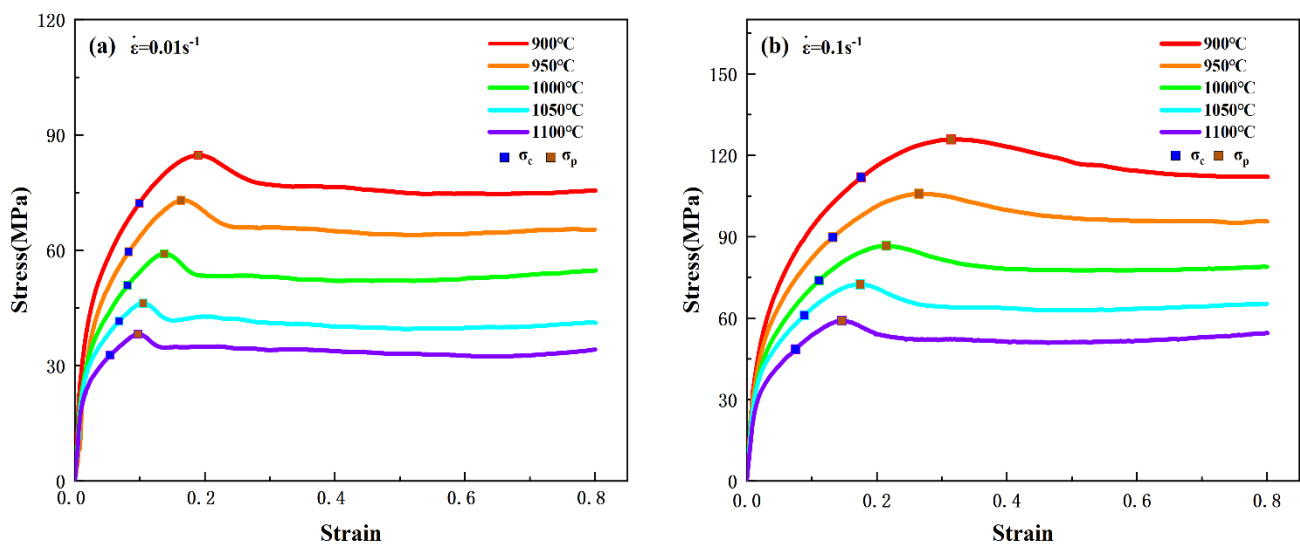 120
90
60
30
0
Stress(MPa)
(a) ε̇=0.01s⁻¹
900℃
950℃
1000℃
1050℃
1100℃
σc σp
0.0 0.2 0.4 0.6 0.8
Strain
150
120
90
60
30
0
Stress(MPa)
(b) ε̇=0.1s⁻¹
900℃
950℃
1000℃
1050℃
1100℃
σc σp
0.0 0.2 0.4 0.6 0.8
Strain